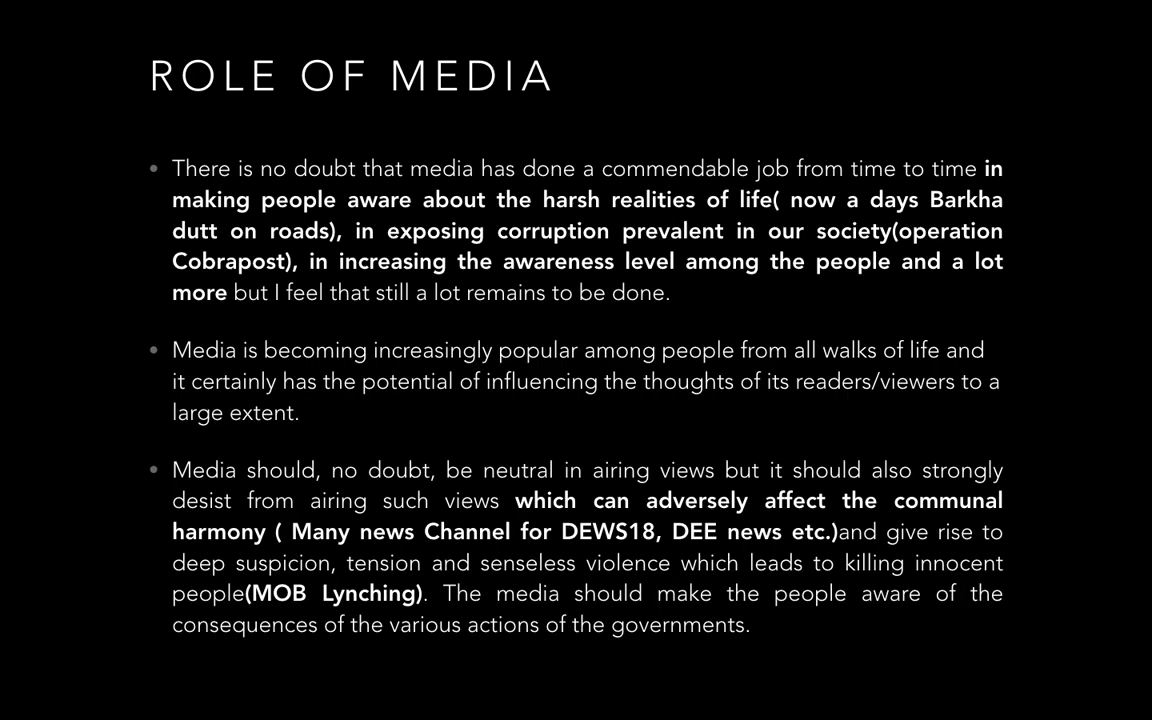 ROLE OF MEDIA
• There is no doubt that media has done a commendable job from time to time in
making people aware about the harsh realities of life( now a days Barkha
dutt on roads), in exposing corruption prevalent in our society(operation
Cobrapost), in increasing the awareness level among the people and a lot
more but I feel that still a lot remains to be done.
• Media is becoming increasingly popular among people from all walks of life and
it certainly has the potential of influencing the thoughts of its readers/viewers to a
large extent.
• Media should, no doubt, be neutral in airing views but it should also strongly
desist from airing such views which can adversely affect the communal
harmony ( Many news Channel for DEWS18, DEE news etc.)and give rise to
deep suspicion, tension and senseless violence which leads to killing innocent
people(MOB Lynching). The media should make the people aware of the
consequences of the various actions of the governments.